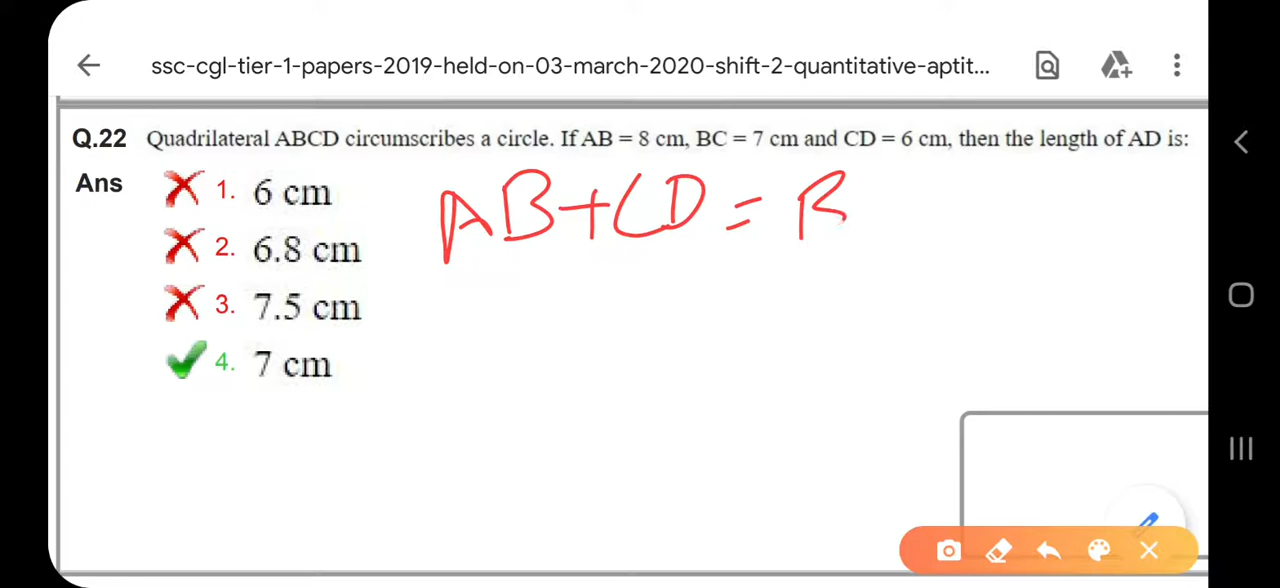 ssc-cgl-tier-1-papers-2019-held-on-03-march-2020-shift-2-quantitative-aptit...
Q.22 Quadrilateral ABCD circumscribes a circle. If AB = 8 cm, BC = 7 cm and CD = 6 cm, then the length of AD is:
Ans 1. 6 cm
AB+CD = B
2. 6.8 cm
3. 7.5 cm
4. 7 cm